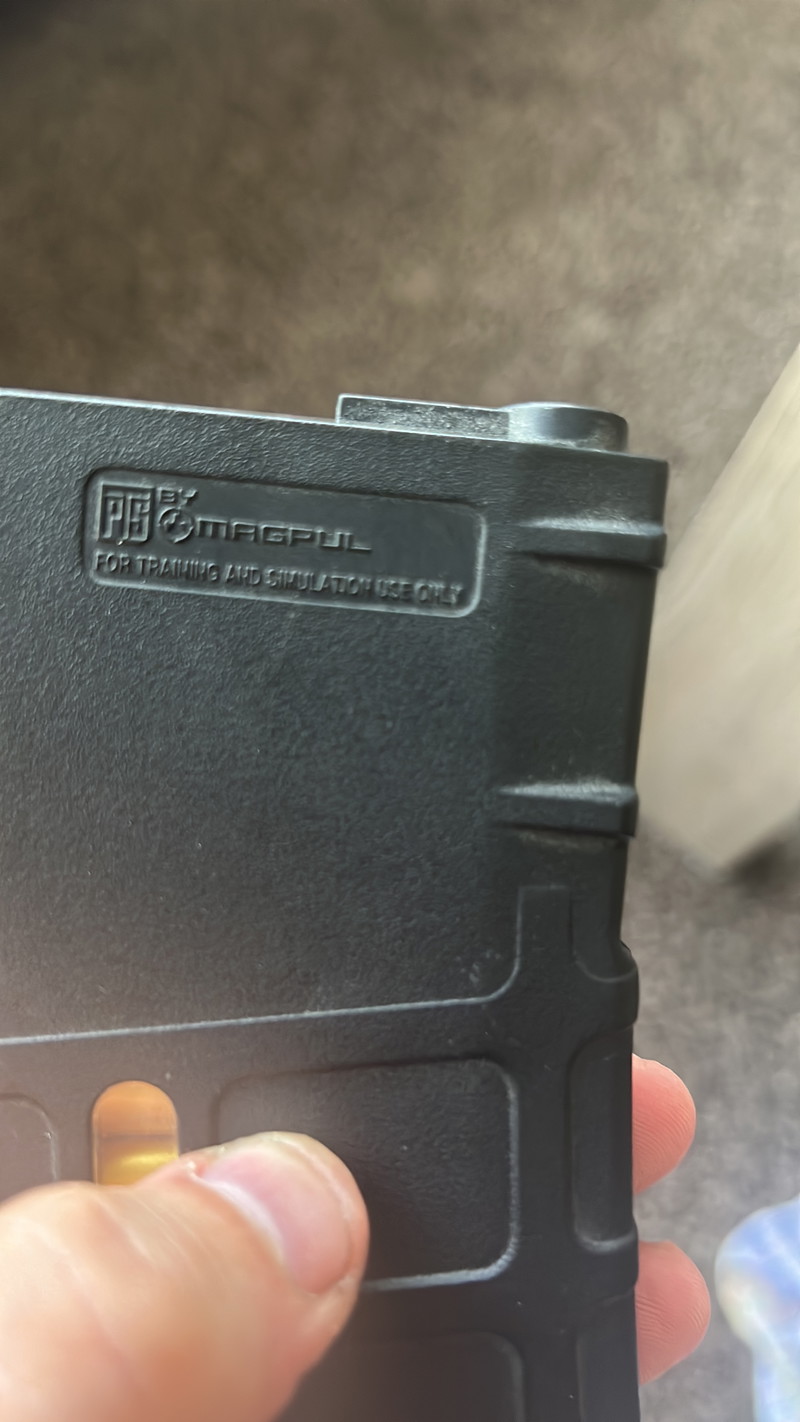 PTS BY MAGPUL
FOR TRAINING AND SIMULATION USE ONLY